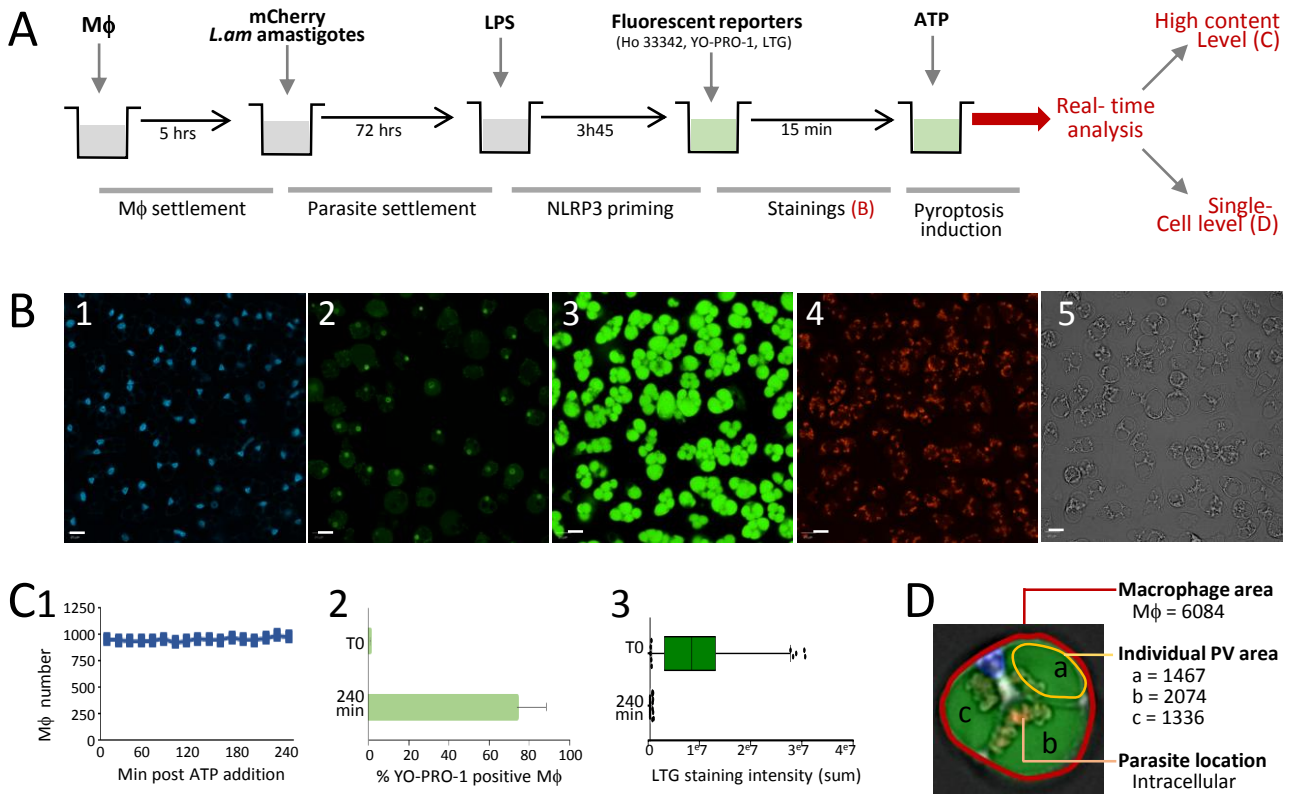 A
Mϕ
mCherry
L.am amastigotes
LPS
Fluorescent reporters
(Ho 33342, YO-PRO-1, LTG)
ATP
High content
Level (C)
5 hrs
72 hrs
3h45
15 min
Real- time
analysis
Mϕ settlement
Parasite settlement
NLRP3 priming
Stainings (B)
Pyroptosis
induction
Single-
Cell level (D)
B
1
2
3
4
5
C1
1250
1000
750
500
250
0
Mϕ number
0
60
120
180
240
Min post ATP addition
2
T0
240
min
0
20
40
60
80
100
% YO-PRO-1 positive Mϕ
3
T0
240
min
0
1e7
2e7
3e7
4e7
LTG staining intensity (sum)
D
a
b
c
Macrophage area
Mϕ = 6084
Individual PV area
a = 1467
b = 2074
c = 1336
Parasite location
Intracellular